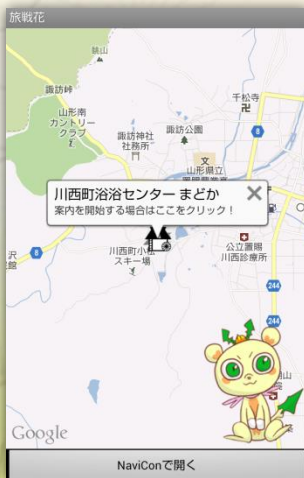 旅戦花
鍋山
諏訪峠
千松寺
卍
山形南
カントリー
クラブ
8
諏訪神社
社務所
諏訪公園
文
山形県立
川西町浴浴センター まどか
案内を開始する場合はここをクリック！
8
川西町小松
スキー場
公立置賜
川西診療所
244
244
Google
NaviConで開く